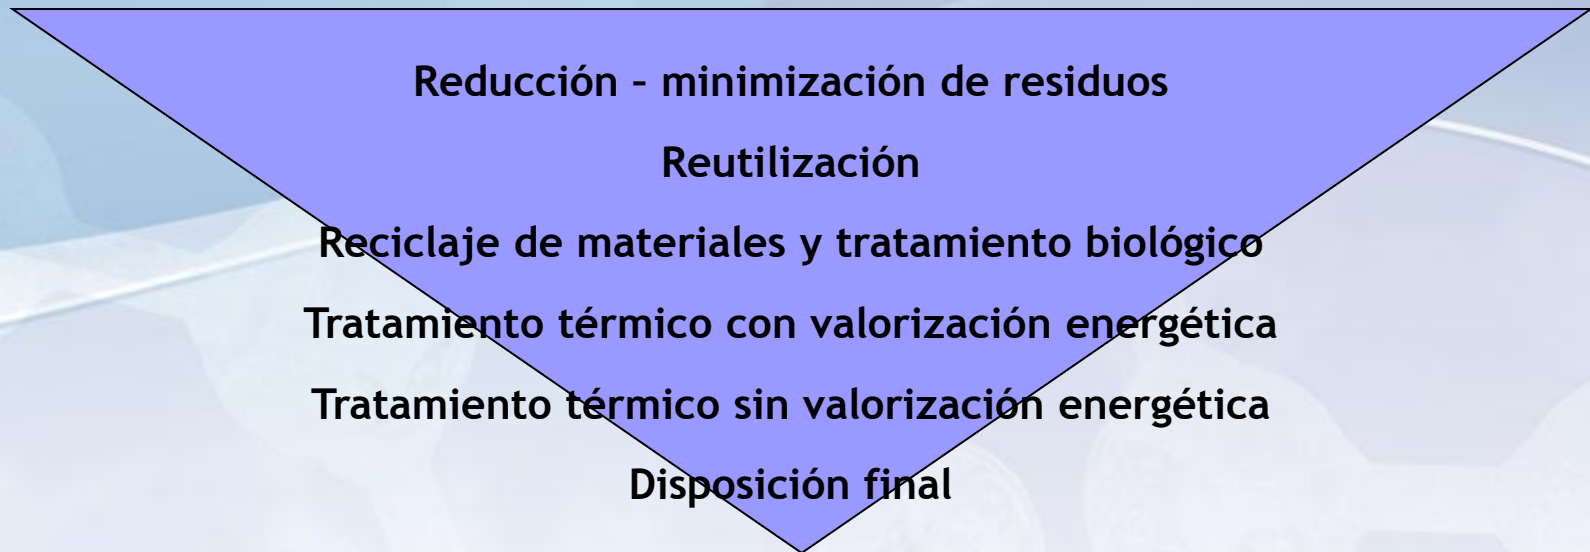 Reducción – minimización de residuos
Reutilización
Reciclaje de materiales y tratamiento biológico
Tratamiento térmico con valorización energética
Tratamiento térmico sin valorización energética
Disposición final